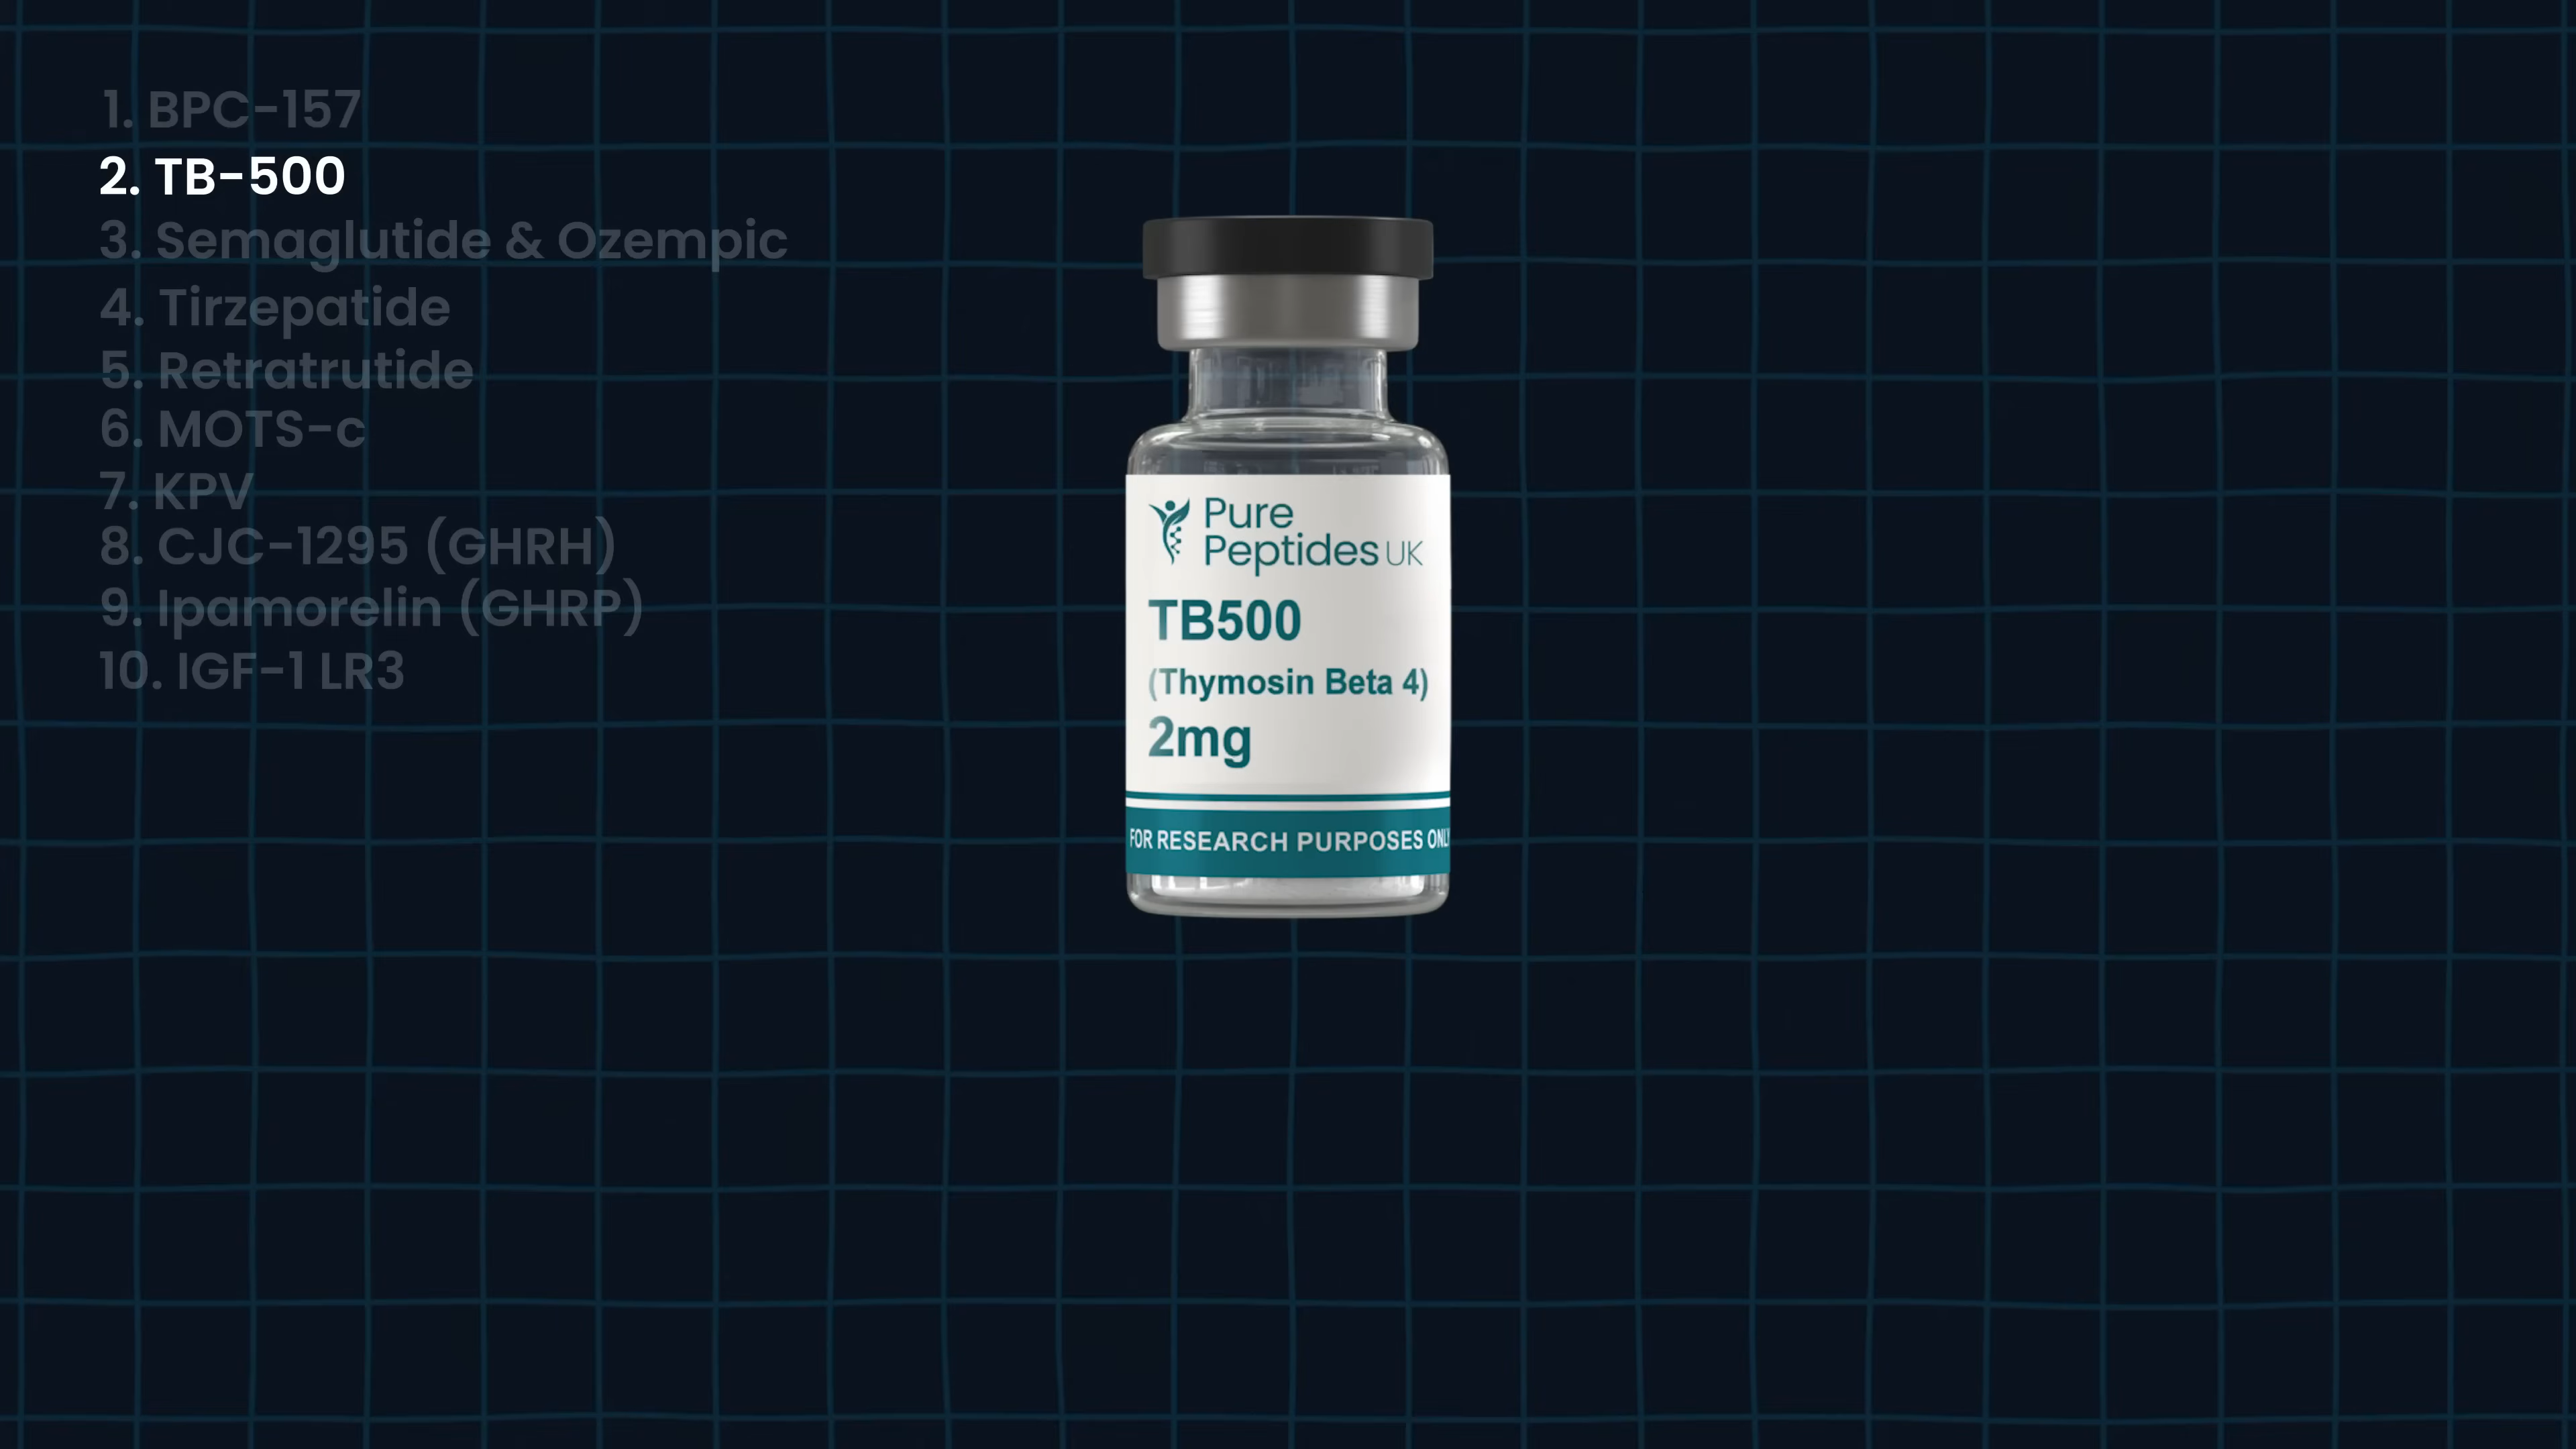 1. BPC-157
2. TB-500
3. Semaglutide & Ozempic
4. Tirzepatide
5. Retratrutide
6. MOTS-c
7. KPV
8. CJC-1295 (GHRH)
9. Ipamorelin (GHRP)
10. IGF-1 LR3
Pure
Peptides UK
TB500
(Thymosin Beta 4)
2mg
FOR RESEARCH PURPOSES ONLY